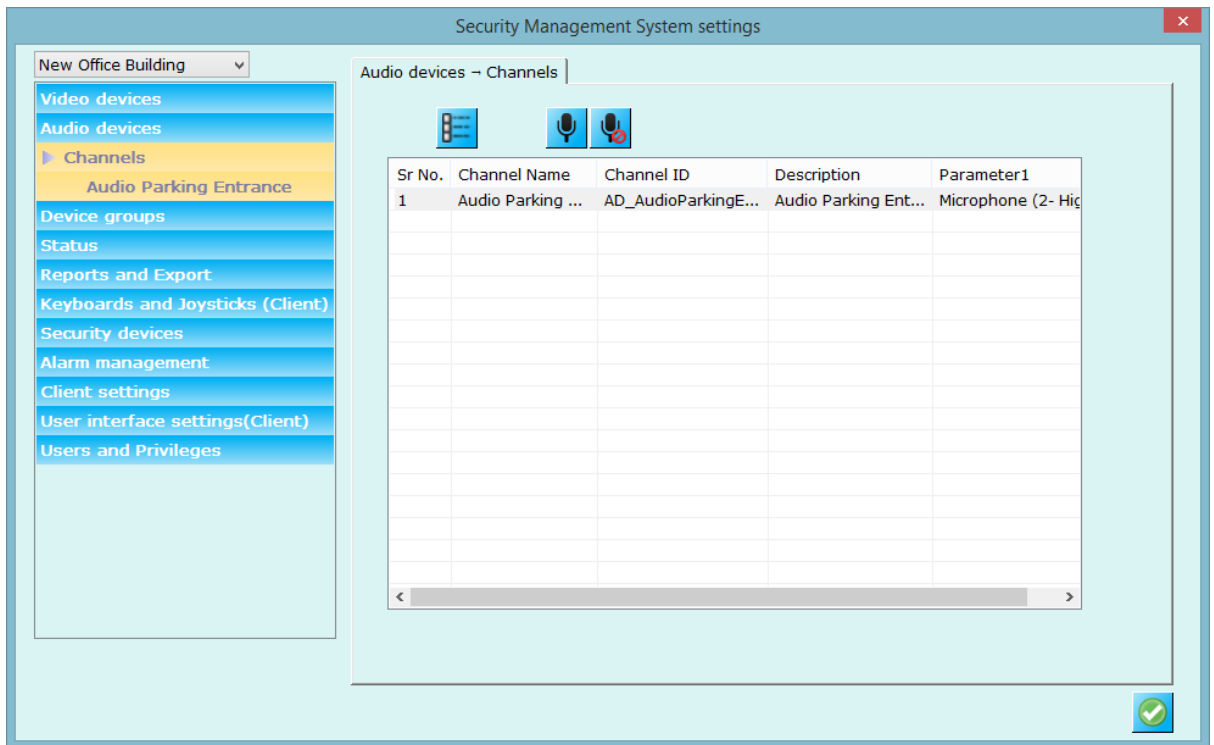 Security Management System settings
New Office Building
Video devices
Audio devices
Channels
Audio Parking Entrance
Device groups
Status
Reports and Export
Keyboards and Joysticks (Client)
Security devices
Alarm management
Client settings
User interface settings(Client)
Users and Privileges
Audio devices → Channels
Sr No. Channel Name Channel ID Description Parameter1
1 Audio Parking ... AD_AudioParkingE... Audio Parking Ent... Microphone (2- Hig